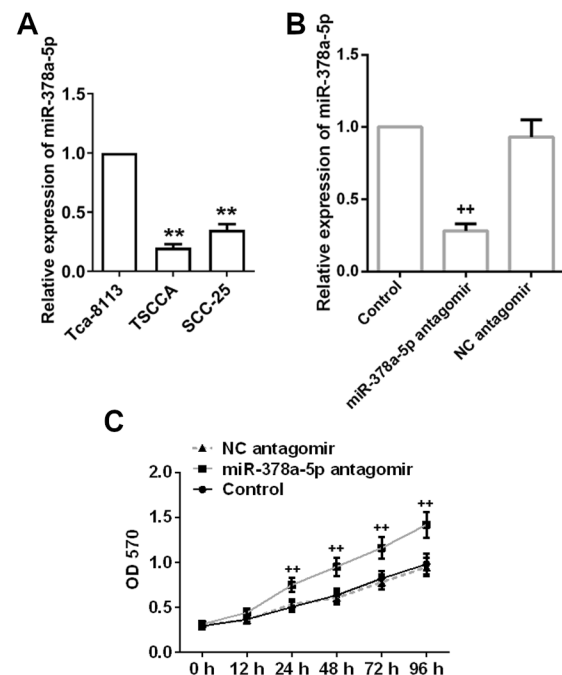 A
Relative expression of miR-378a-5p
1.5
1.0
0.5
0.0
**
**
Tca-8113
TSCCA
SCC-25
B
Relative expression of miR-378a-5p
1.5
1.0
0.5
0.0
++
Control
miR-378a-5p antagomir
NC antagomir
C
NC antagomir
miR-378a-5p antagomir
Control
OD 570
2.0
1.5
1.0
0.5
0.0
++
++
++
++
0 h 12 h 24 h 48 h 72 h 96 h